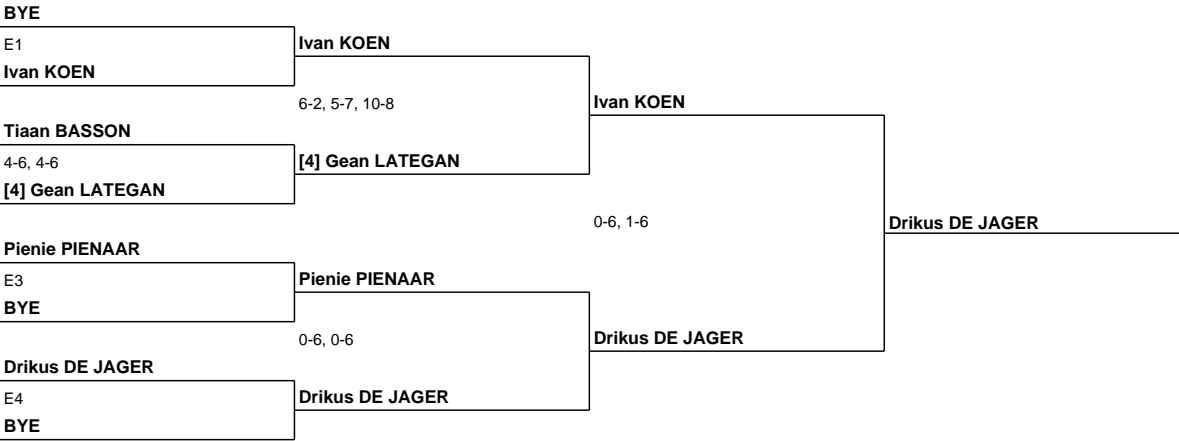 BYE
E1
Ivan KOEN
Ivan KOEN
6-2, 5-7, 10-8
Ivan KOEN
Tiaan BASSON
4-6, 4-6
[4] Gean LATEGAN
[4] Gean LATEGAN
0-6, 1-6
Drikus DE JAGER
Pienie PIENAAR
E3
Pienie PIENAAR
BYE
0-6, 0-6
Drikus DE JAGER
Drikus DE JAGER
E4
Drikus DE JAGER
BYE